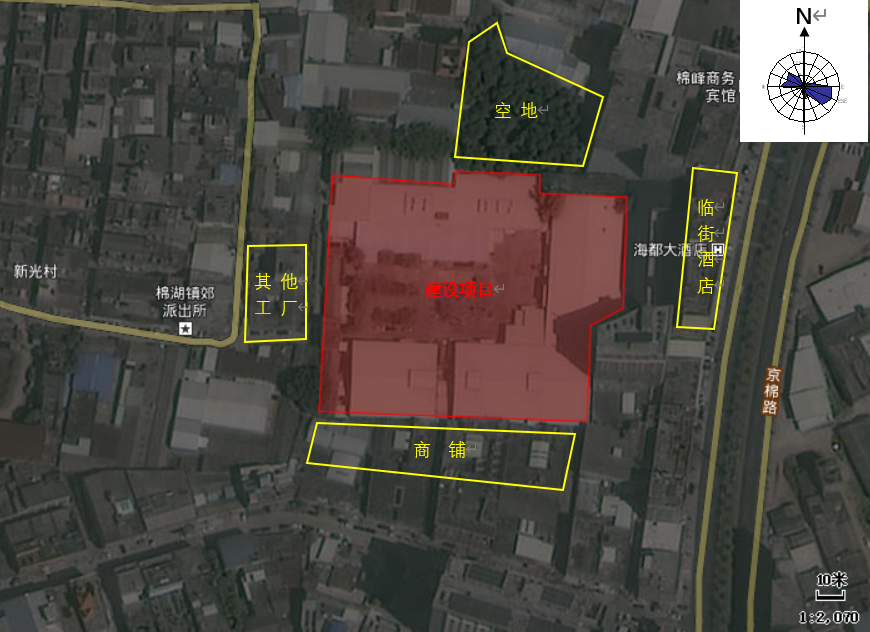 N
棉峰商务
宾馆
空 地
临
街
酒
店
海都大酒店
H
新光村
其 他
工 厂
棉湖镇郊
派出所
建设项目
京棉路
商 铺
10米
1:2,070